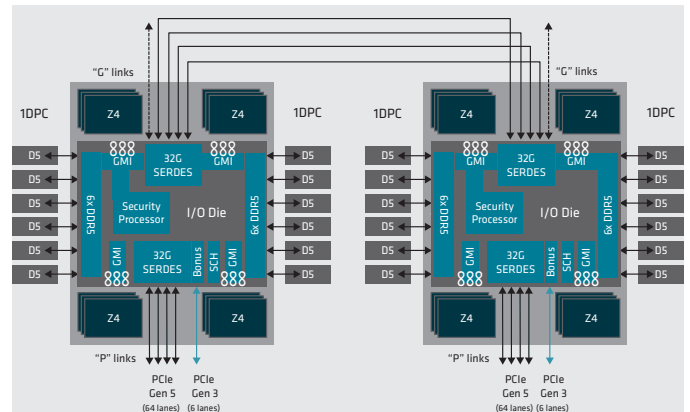 "G" links
"G" links
1DPC
Z4
Z4
1DPC
1DPC
Z4
Z4
1DPC
D5
D5
D5
D5
D5
D5
6x DDR5
GMI
32G
SERDES
GMI
Security
Processor
I/O Die
6x DDR5
GMI
32G
SERDES
Bonus
SCH
GMI
D5
D5
D5
D5
D5
D5
D5
D5
D5
D5
D5
D5
6x DDR5
GMI
32G
SERDES
GMI
Security
Processor
I/O Die
6x DDR5
GMI
32G
SERDES
Bonus
SCH
GMI
D5
D5
D5
D5
D5
D5
Z4
Z4
Z4
Z4
"P" links
"P" links
PCIe
Gen 5
(64 lanes)
PCIe
Gen 3
(6 lanes)
PCIe
Gen 5
(64 lanes)
PCIe
Gen 3
(6 lanes)